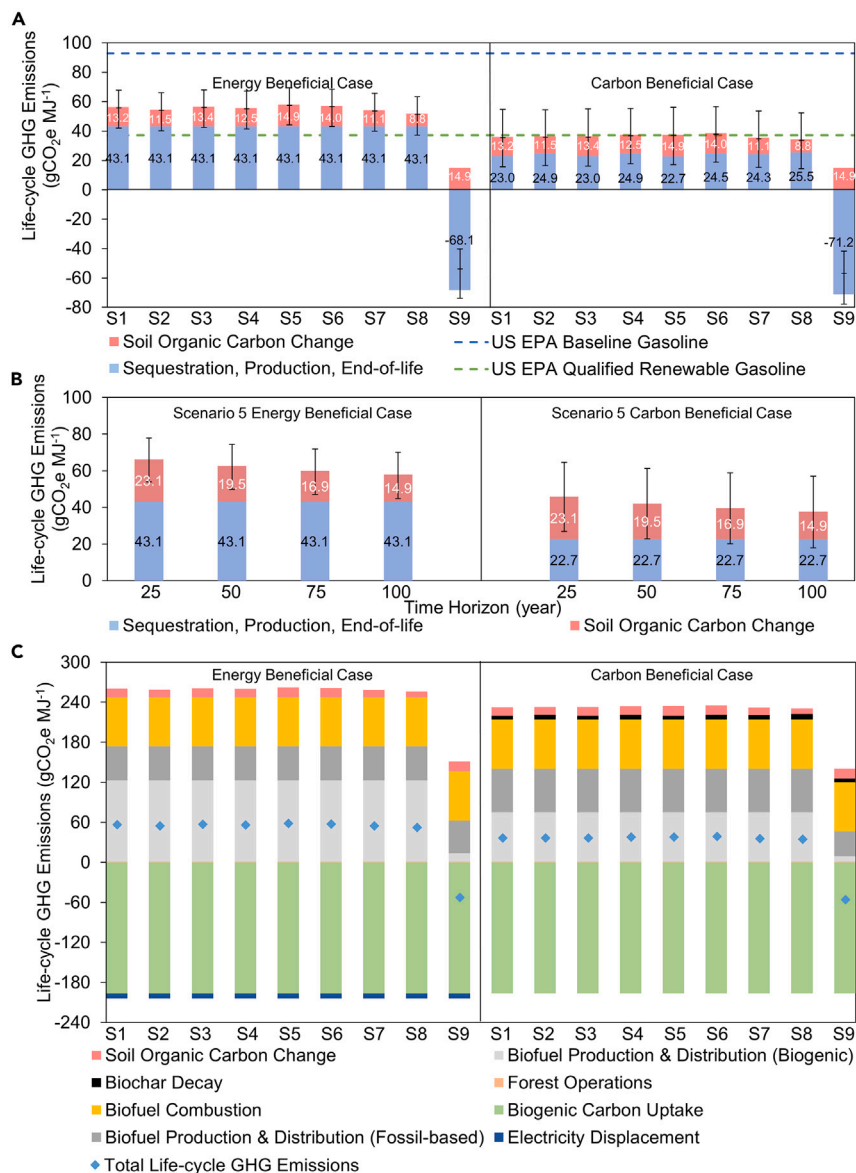 A
Life-cycle GHG Emissions
(gCO2e MJ-1)
100
80
60
40
20
0
-20
-40
-60
-80
Energy Beneficial Case
Carbon Beneficial Case
13.2 11.5 13.4 12.5 14.9 14.0 11.1 8.8
43.1 43.1 43.1 43.1 43.1 43.1 43.1 43.1
14.9
-68.1
13.2 11.5 13.4 12.5 14.9 14.0 11.1 8.8
23.0 24.9 23.0 24.9 22.7 24.5 24.3 25.5
14.9
-71.2
S1 S2 S3 S4 S5 S6 S7 S8 S9 S1 S2 S3 S4 S5 S6 S7 S8 S9
Soil Organic Carbon Change
US EPA Baseline Gasoline
Sequestration, Production, End-of-life
US EPA Qualified Renewable Gasoline
B
Life-cycle GHG Emissions
(gCO2e MJ-1)
100
80
60
40
20
0
Scenario 5 Energy Beneficial Case
Scenario 5 Carbon Beneficial Case
23.1 19.5 16.9 14.9
43.1 43.1 43.1 43.1
23.1 19.5 16.9 14.9
22.7 22.7 22.7 22.7
25 50 75 100 25 50 75 100
Time Horizon (year)
Sequestration, Production, End-of-life
Soil Organic Carbon Change
C
Life-cycle GHG Emissions (gCO2e MJ-1)
300
240
180
120
60
0
-60
-120
-180
-240
Energy Beneficial Case
Carbon Beneficial Case
S1 S2 S3 S4 S5 S6 S7 S8 S9 S1 S2 S3 S4 S5 S6 S7 S8 S9
Soil Organic Carbon Change
Biofuel Production & Distribution (Biogenic)
Biochar Decay
Forest Operations
Biofuel Combustion
Biogenic Carbon Uptake
Biofuel Production & Distribution (Fossil-based)
Electricity Displacement
Total Life-cycle GHG Emissions